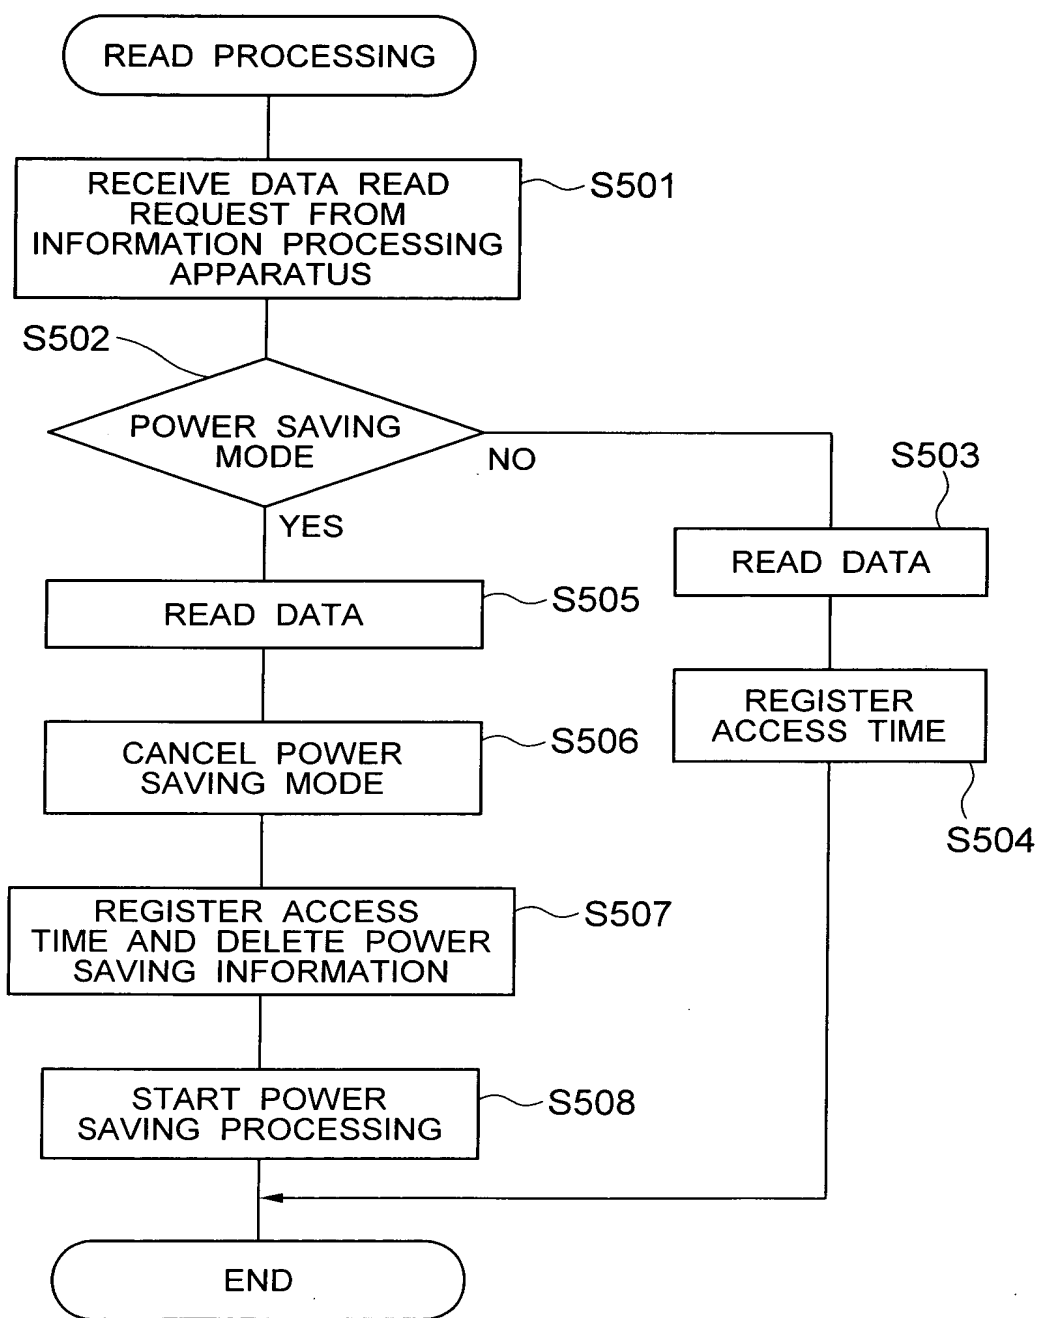 READ PROCESSING
RECEIVE DATA READ
REQUEST FROM
INFORMATION PROCESSING
APPARATUS
S501
S502
POWER SAVING
MODE
NO
YES
S503
READ DATA
READ DATA
S505
REGISTER
ACCESS TIME
S504
CANCEL POWER
SAVING MODE
S506
REGISTER ACCESS
TIME AND DELETE POWER
SAVING INFORMATION
S507
START POWER
SAVING PROCESSING
S508
END